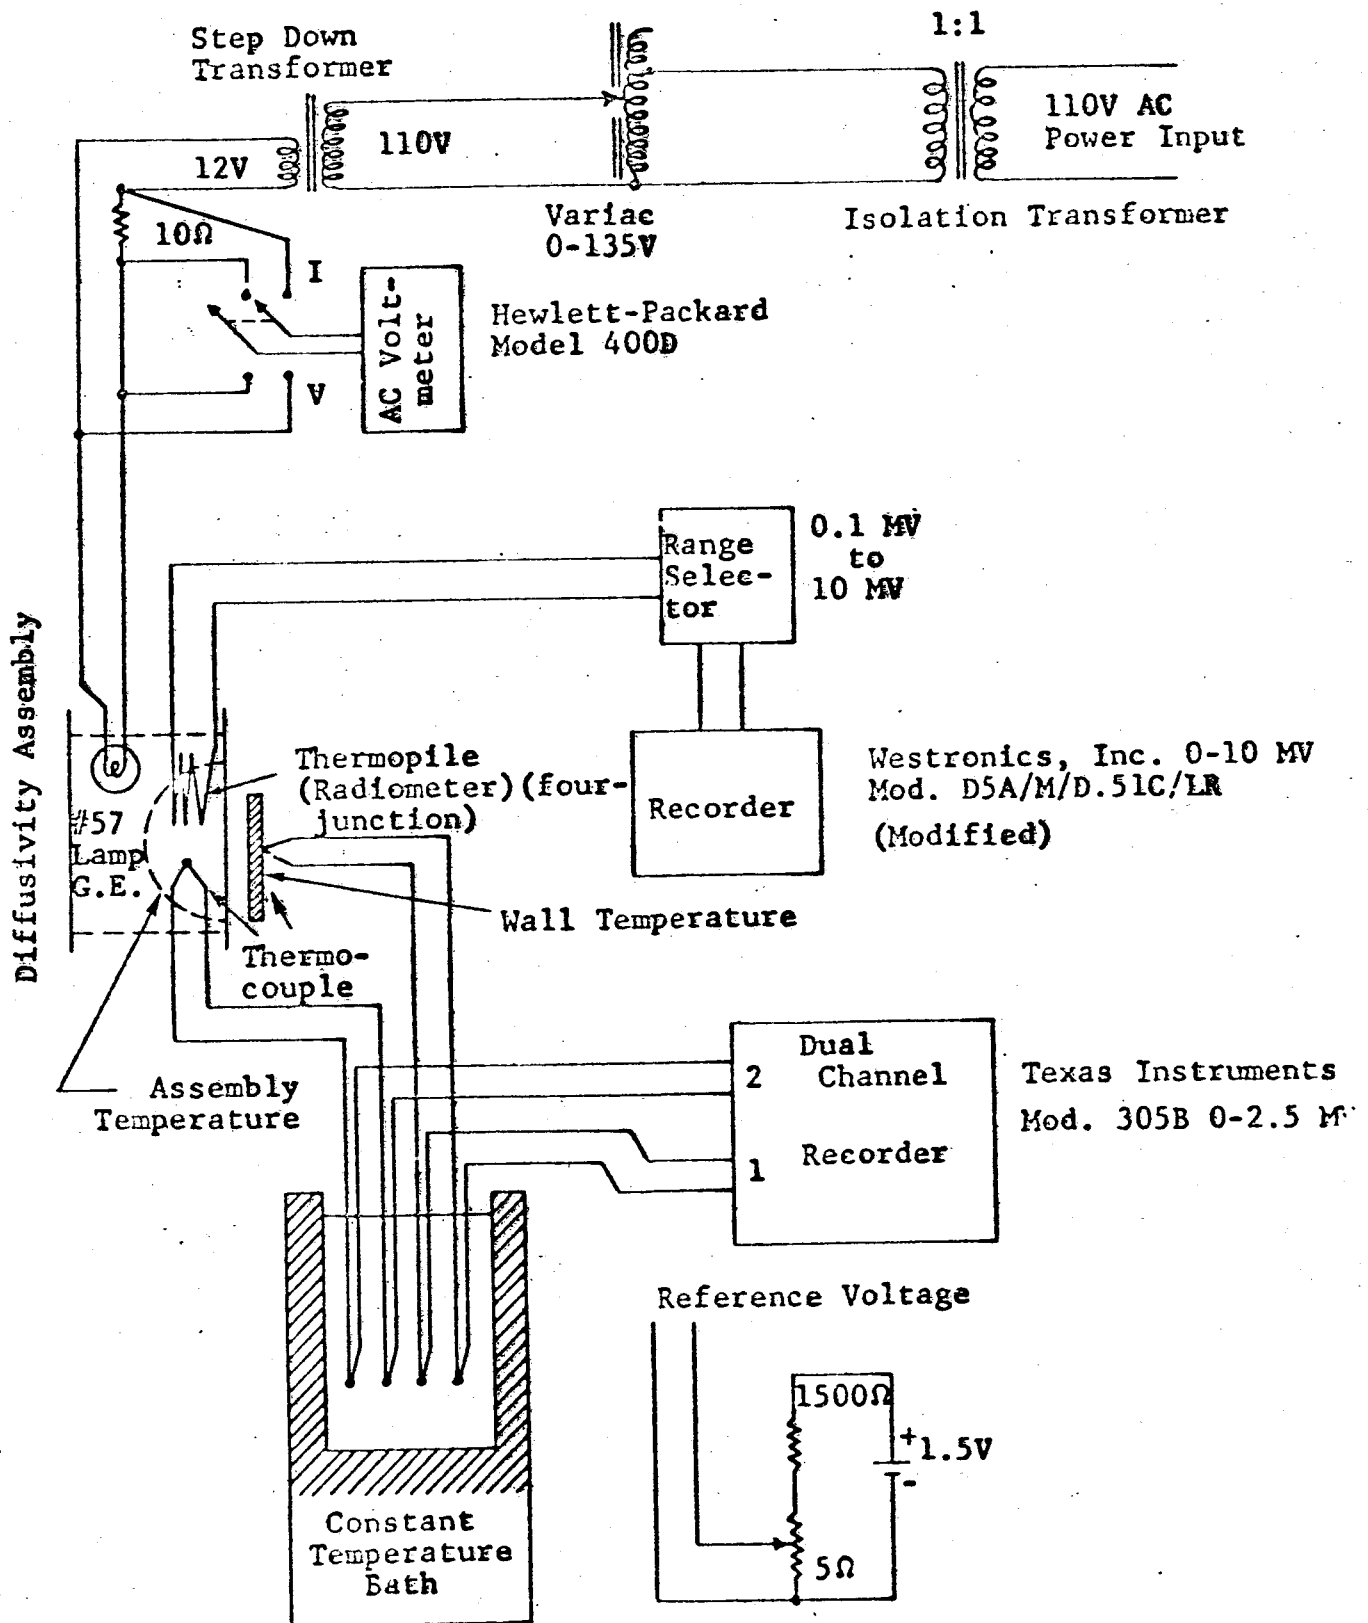 Step Down
Transformer
1:1
12V
110V
110V AC
Power Input
Variac
0-135V
Isolation Transformer
10Ω
I
AC Volt-
meter
Hewlett-Packard
Model 400D
V
Range
Selec-
tor
0.1 MV
to
10 MV
Diffusivity Assembly
Thermopile
(Radiometer)(four-
junction)
Recorder
Westronics, Inc. 0-10 MV
Mod. D5A/M/D.51C/LR
(Modified)
#57
Lamp
G.E.
Wall Temperature
Thermo-
couple
Assembly
Temperature
Dual
Channel
Recorder
2
1
Texas Instruments
Mod. 305B 0-2.5 M
Reference Voltage
1500Ω
+
1.5V
-
5Ω
Constant
Temperature
Bath